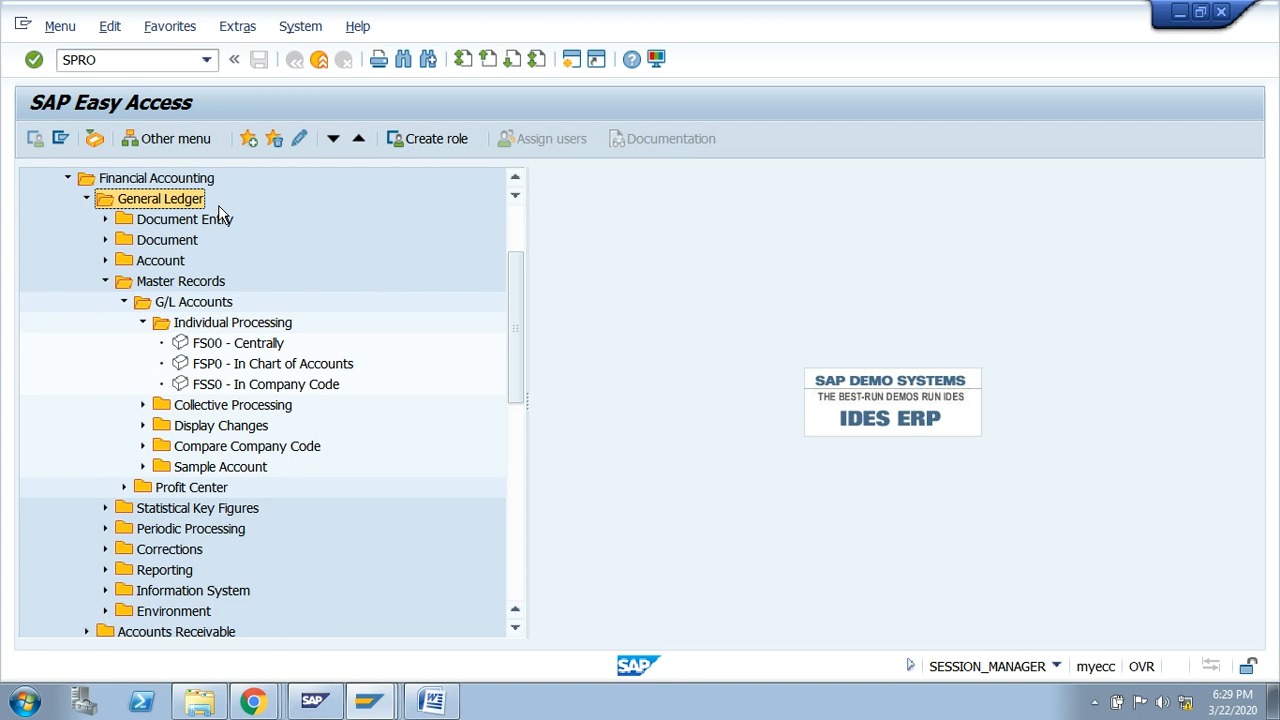 Menu Edit Favorites Extras System Help
SPRO
SAP Easy Access
Other menu Create role Assign users Documentation
Financial Accounting
General Ledger
Document Entry
Document
Account
Master Records
G/L Accounts
Individual Processing
FS00 - Centrally
FSP0 - In Chart of Accounts
FSS0 - In Company Code
Collective Processing
Display Changes
Compare Company Code
Sample Account
Profit Center
Statistical Key Figures
Periodic Processing
Corrections
Reporting
Information System
Environment
Accounts Receivable
SAP DEMO SYSTEMS
THE BEST-RUN DEMOS RUN IDES
IDES ERP
SAP
SESSION_MANAGER myecc OVR
SAP
6:29 PM
3/22/2020